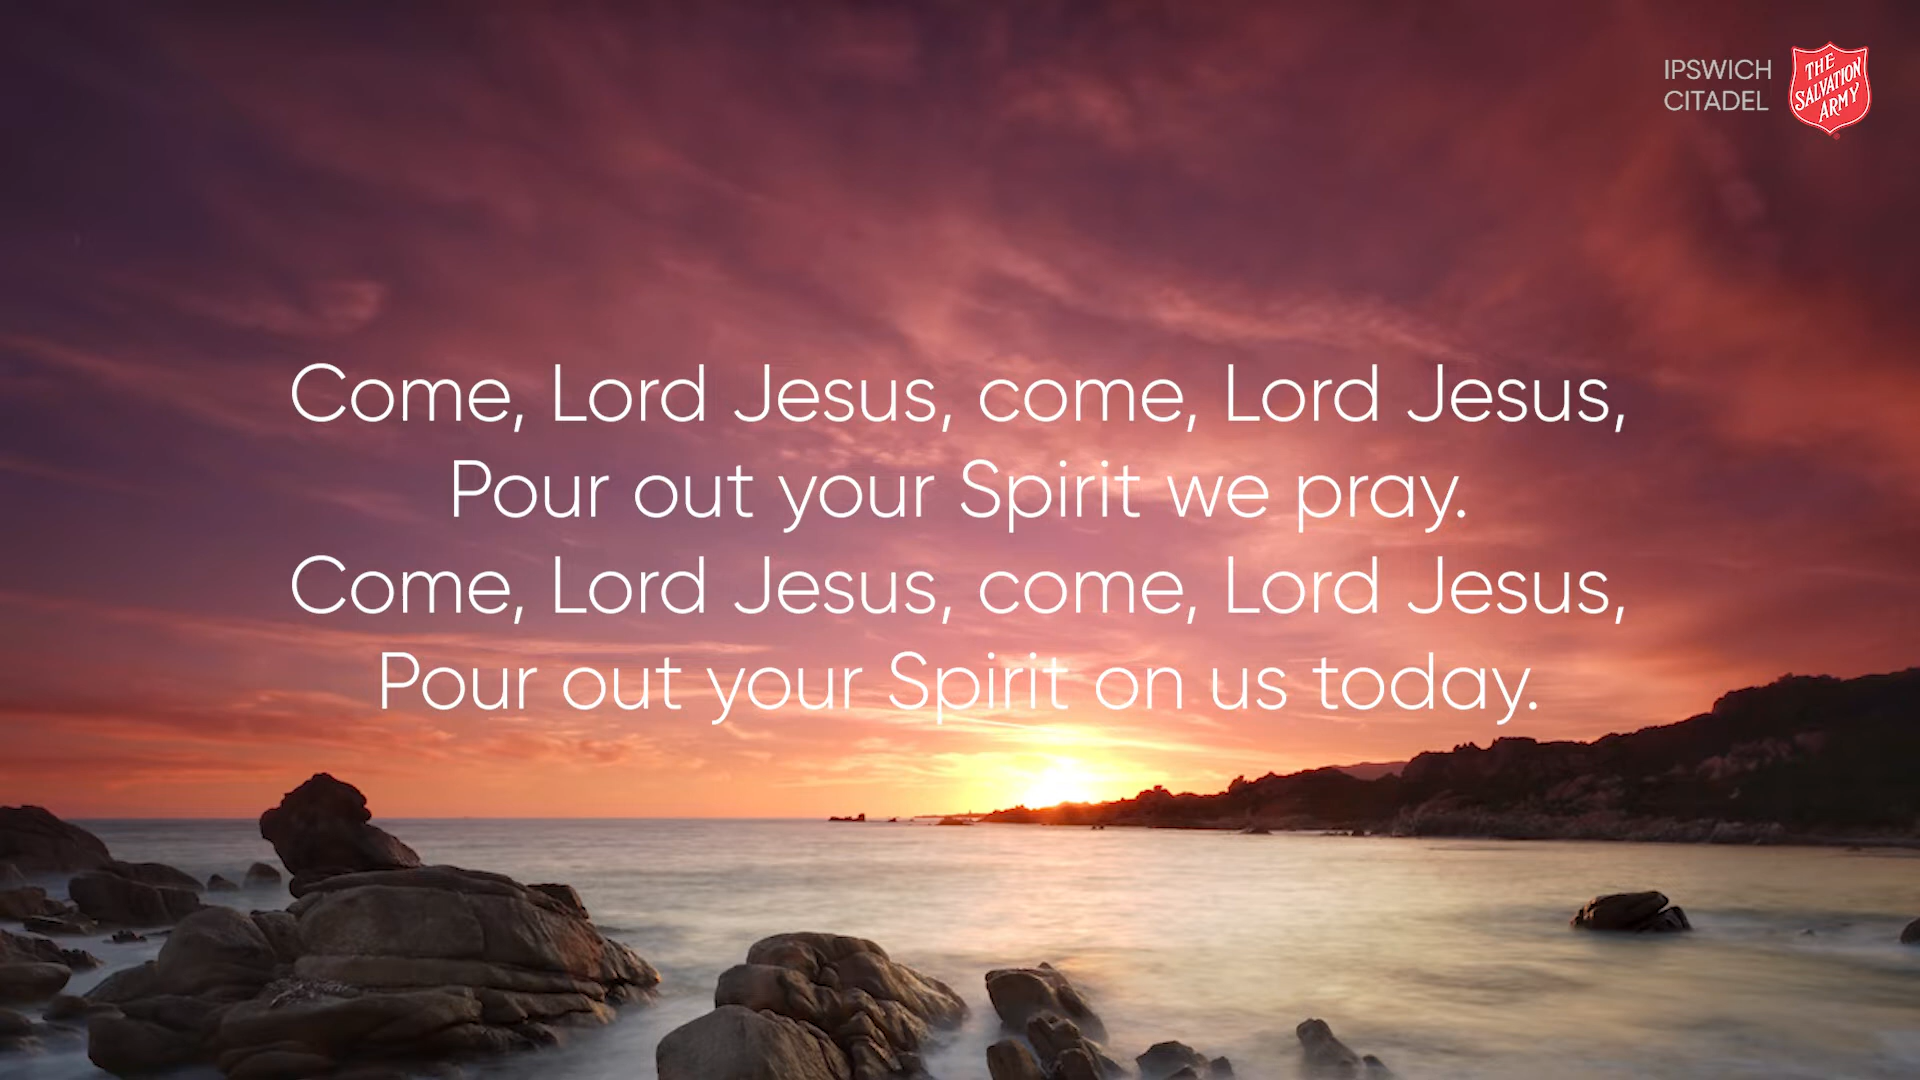 IPSWICH
CITADEL
THE
SALVATION
ARMY
Come, Lord Jesus, come, Lord Jesus,
Pour out your Spirit we pray.
Come, Lord Jesus, come, Lord Jesus,
Pour out your Spirit on us today.